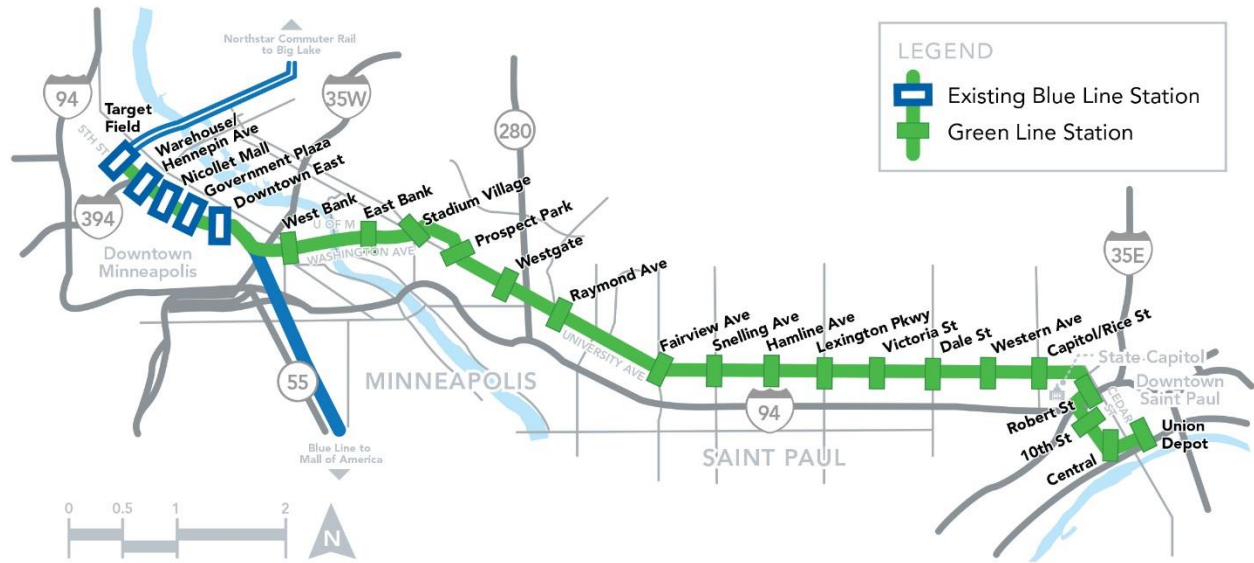 Northstar Commuter Rail
to Big Lake
LEGEND
Existing Blue Line Station
Green Line Station
94
35W
280
Target
Field
5TH ST
Warehouse/
Hennepin Ave
Nicollet Mall
Government Plaza
Downtown East
394
Downtown
Minneapolis
West Bank
East Bank
Stadium Village
Prospect Park
Westgate
Raymond Ave
U OF M
WASHINGTON AVE
UNIVERSITY AVE
35E
Fairview Ave
Snelling Ave
Hamline Ave
Lexington Pkwy
Victoria St
Dale St
Western Ave
Capitol/Rice St
State Capitol
Downtown
Saint Paul
CEDAR ST
55
MINNEAPOLIS
94
SAINT PAUL
Robert St
10th St
Central
Union
Depot
Blue Line to
Mall of America
0 0.5 1 2
N